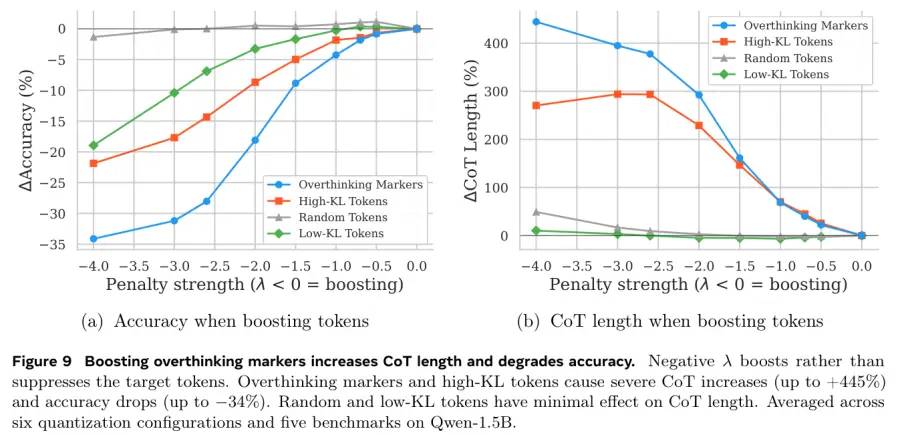 0
−5
−10
−15
−20
−25
−30
−35
ΔAccuracy (%)
Overthinking Markers
High-KL Tokens
Random Tokens
Low-KL Tokens
−4.0 −3.5 −3.0 −2.5 −2.0 −1.5 −1.0 −0.5 0.0
Penalty strength (λ < 0 = boosting)
(a) Accuracy when boosting tokens
400
300
200
100
0
ΔCoT Length (%)
Overthinking Markers
High-KL Tokens
Random Tokens
Low-KL Tokens
−4.0 −3.5 −3.0 −2.5 −2.0 −1.5 −1.0 −0.5 0.0
Penalty strength (λ < 0 = boosting)
(b) CoT length when boosting tokens
Figure 9 Boosting overthinking markers increases CoT length and degrades accuracy. Negative λ boosts rather than
suppresses the target tokens. Overthinking markers and high-KL tokens cause severe CoT increases (up to +445%)
and accuracy drops (up to −34%). Random and low-KL tokens have minimal effect on CoT length. Averaged across
six quantization configurations and five benchmarks on Qwen-1.5B.